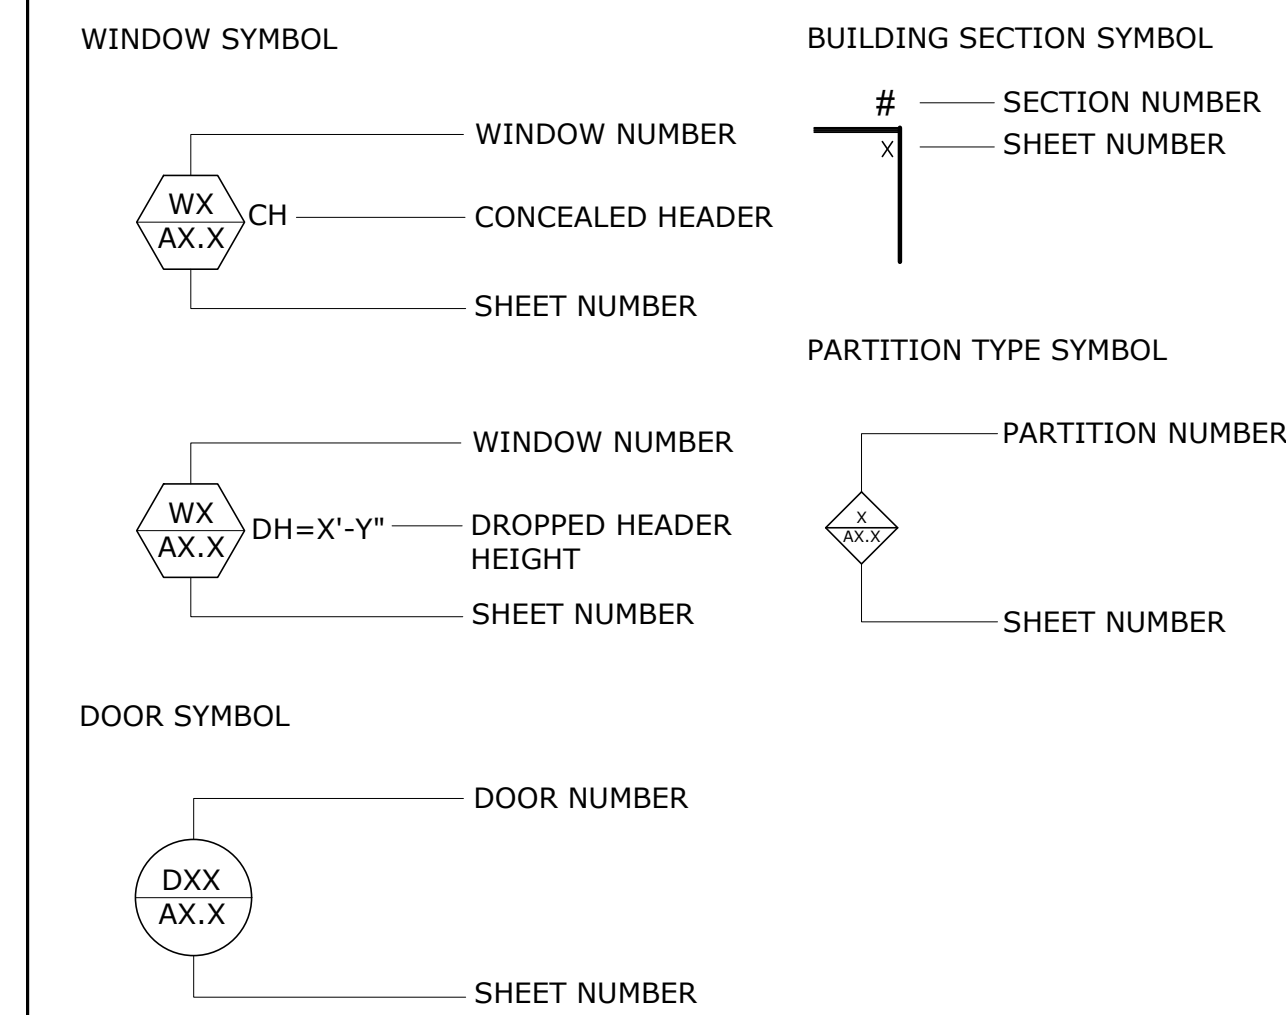 WINDOW SYMBOL
WINDOW NUMBER
WX
CH
CONCEALED HEADER
AX.X
SHEET NUMBER
WINDOW NUMBER
WX
DH=X'-Y"
DROPPED HEADER
HEIGHT
AX.X
SHEET NUMBER
DOOR SYMBOL
DOOR NUMBER
DXX
AX.X
SHEET NUMBER
BUILDING SECTION SYMBOL
# SECTION NUMBER
X SHEET NUMBER
PARTITION TYPE SYMBOL
PARTITION NUMBER
X
AX.X
SHEET NUMBER